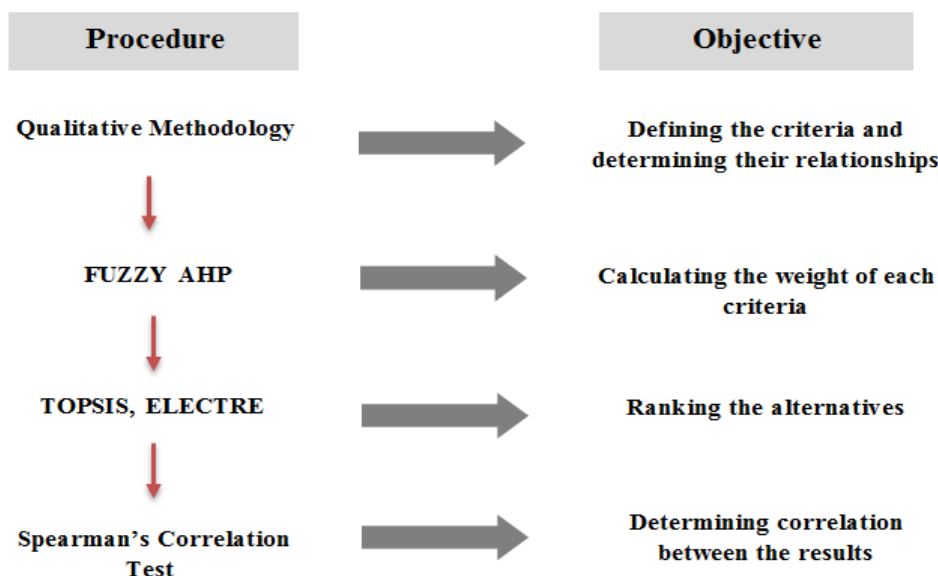 Procedure
Objective
Qualitative Methodology
Defining the criteria and
determining their relationships
FUZZY AHP
Calculating the weight of each
criteria
TOPSIS, ELECTRE
Ranking the alternatives
Spearman’s Correlation
Test
Determining correlation
between the results